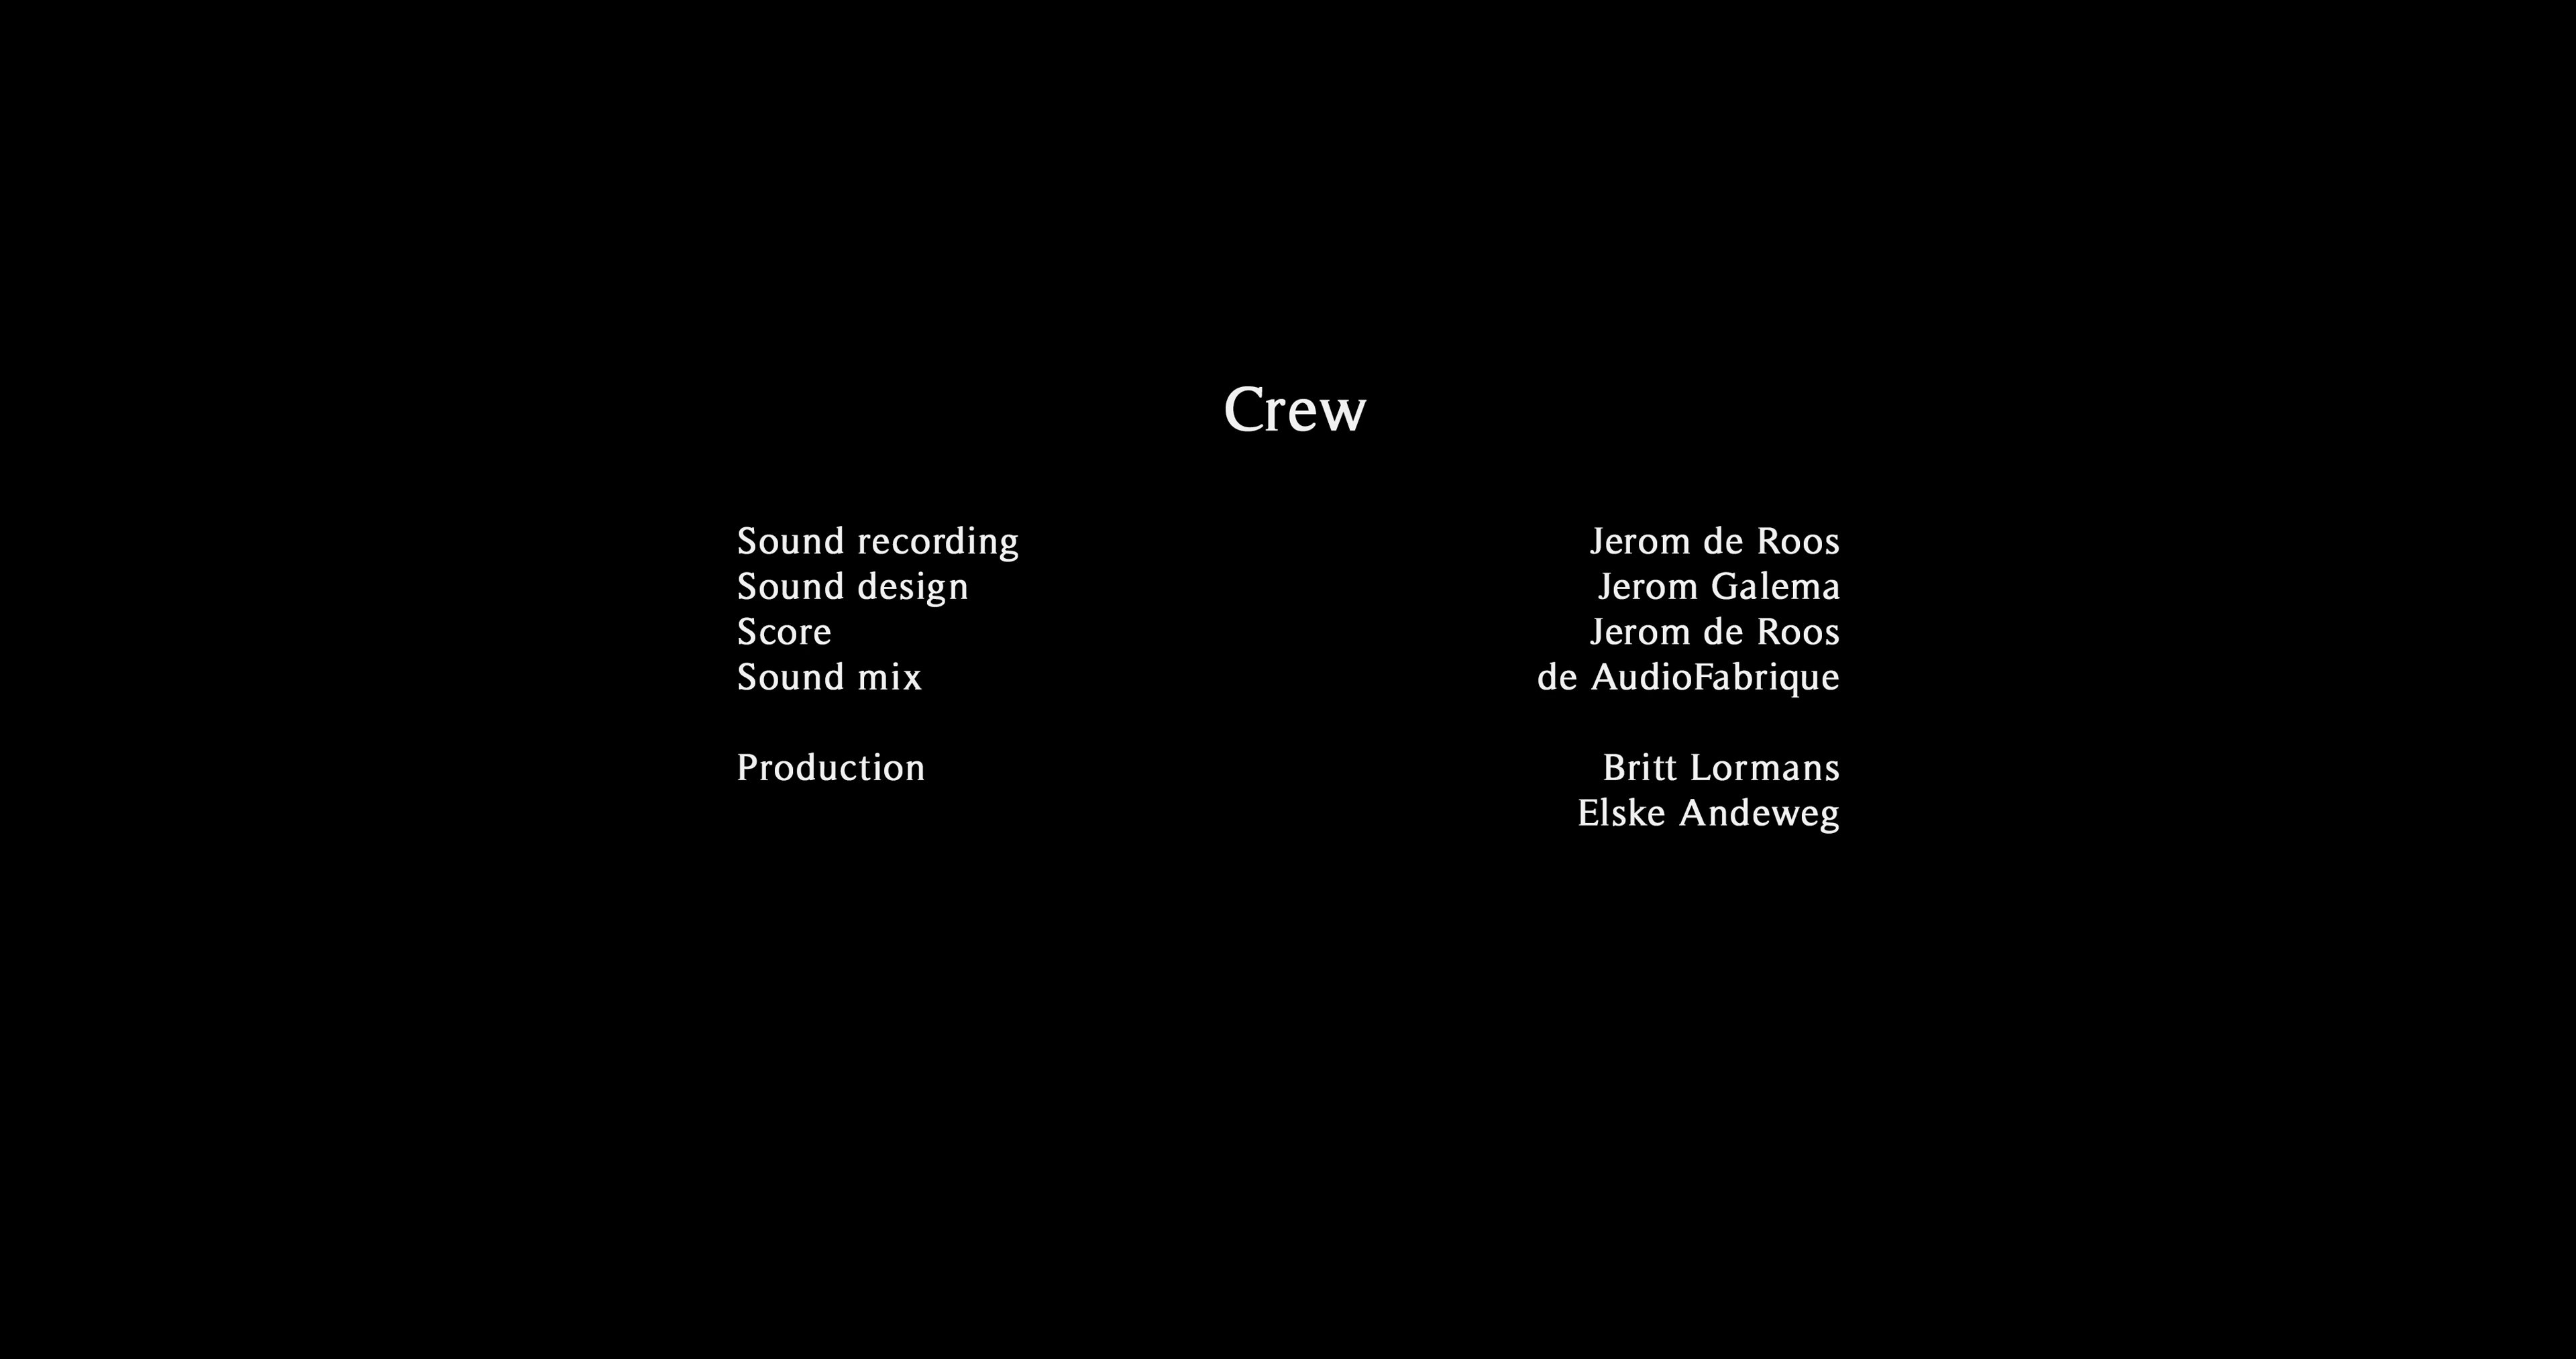 Crew
Sound recording Jerom de Roos
Sound design Jerom Galema
Score Jerom de Roos
Sound mix de AudioFabrique
Production Britt Lormans
Elske Andeweg